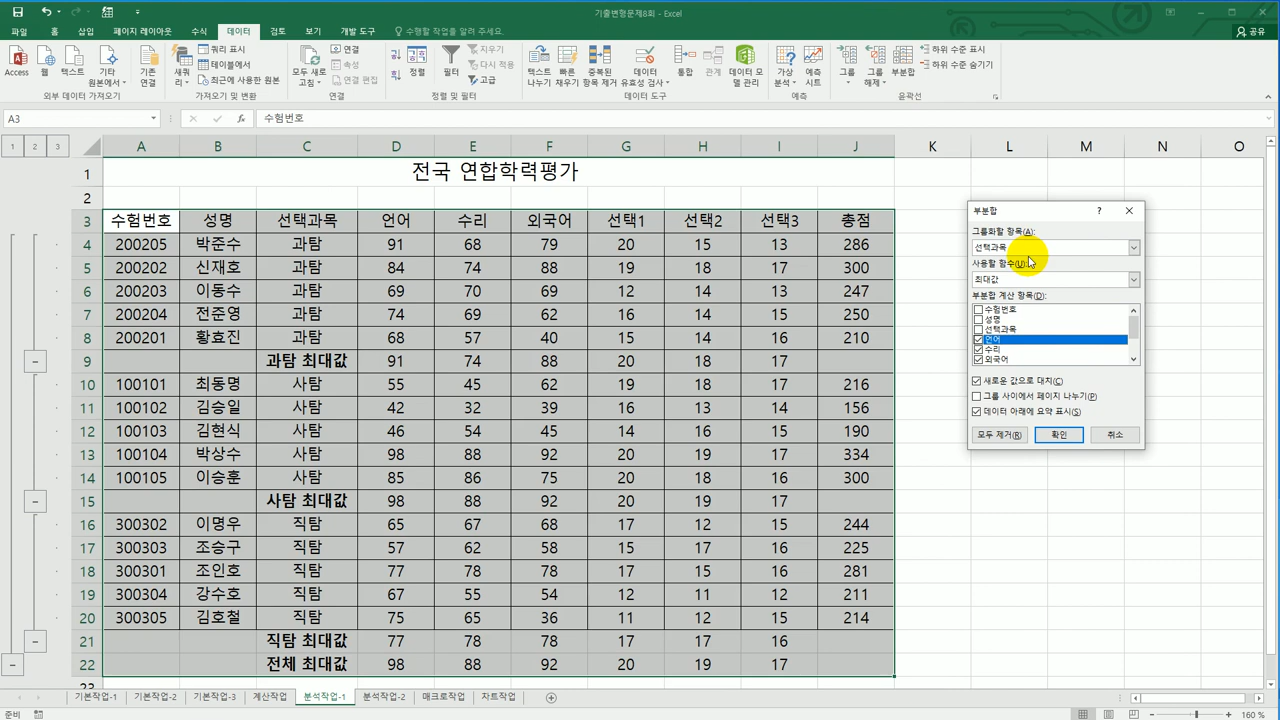 기출변형문제8회 - Excel
파일 홈 삽입 페이지 레이아웃 수식 데이터 검토 보기 개발 도구 수행할 작업을 알려 주세요. 공유
Access 웹 텍스트 기타 원본에서 기존 연결 새쿼리 쿼리 표시 테이블에서 최근에 사용한 원본 모두 새로 고침 연결 속성 연결 편집 정렬 필터 지우기 다시 적용 고급 텍스트 나누기 빠른 채우기 중복된 항목 제거 데이터 유효성 검사 통합 관계 데이터 모델 관리 가상 분석 예측 시트 그룹 그룹 해제 부분합 하위 수준 표시 하위 수준 숨기기
외부 데이터 가져오기 가져오기 및 변환 연결 정렬 및 필터 데이터 도구 예측 윤곽선
A3 fx 수험번호
1 2 3 A B C D E F G H I J K L M N O
1 전국 연합학력평가
2
3 수험번호 성명 선택과목 언어 수리 외국어 선택1 선택2 선택3 총점
4 200205 박준수 과탐 91 68 79 20 15 13 286
5 200202 신재호 과탐 84 74 88 19 18 17 300
6 200203 이동수 과탐 69 70 69 12 14 13 247
7 200204 전준영 과탐 74 69 62 16 14 15 250
8 200201 황효진 과탐 68 57 40 15 14 14 208
9 과탐 최대값 91 74 88 20 18 17
10 100101 최동명 사탐 55 45 62 19 18 17 216
11 100102 김승일 사탐 42 32 39 16 13 14 156
12 100103 김현식 사탐 46 54 45 14 16 15 190
13 100104 박상수 사탐 98 88 92 20 19 17 334
14 100105 이승훈 사탐 85 86 75 20 18 16 300
15 사탐 최대값 98 88 92 20 19 17
16 300302 이명우 직탐 65 67 68 17 12 15 244
17 300303 조승구 직탐 57 62 58 15 17 16 225
18 300301 조인호 직탐 77 78 78 17 15 16 281
19 300304 강수호 직탐 67 55 54 12 11 12 211
20 300305 김호철 직탐 75 65 36 11 12 15 214
21 직탐 최대값 77 78 78 17 17 16
22 전체 최대값 98 88 92 20 19 17
23
부분합 ?
그룹화할 항목(A):
선택과목
사용할 함수(U):
최대값
부분합 계산 항목(D):
수험번호
성명
선택과목
언어
수리
외국어
새로운 값으로 대치(C)
그룹 사이에서 페이지 나누기(P)
데이터 아래에 요약 표시(S)
모두 제거(R) 확인 취소
기본작업-1 기본작업-2 기본작업-3 계산작업 분석작업-1 분석작업-2 매크로작업 차트작업
준비 160 %